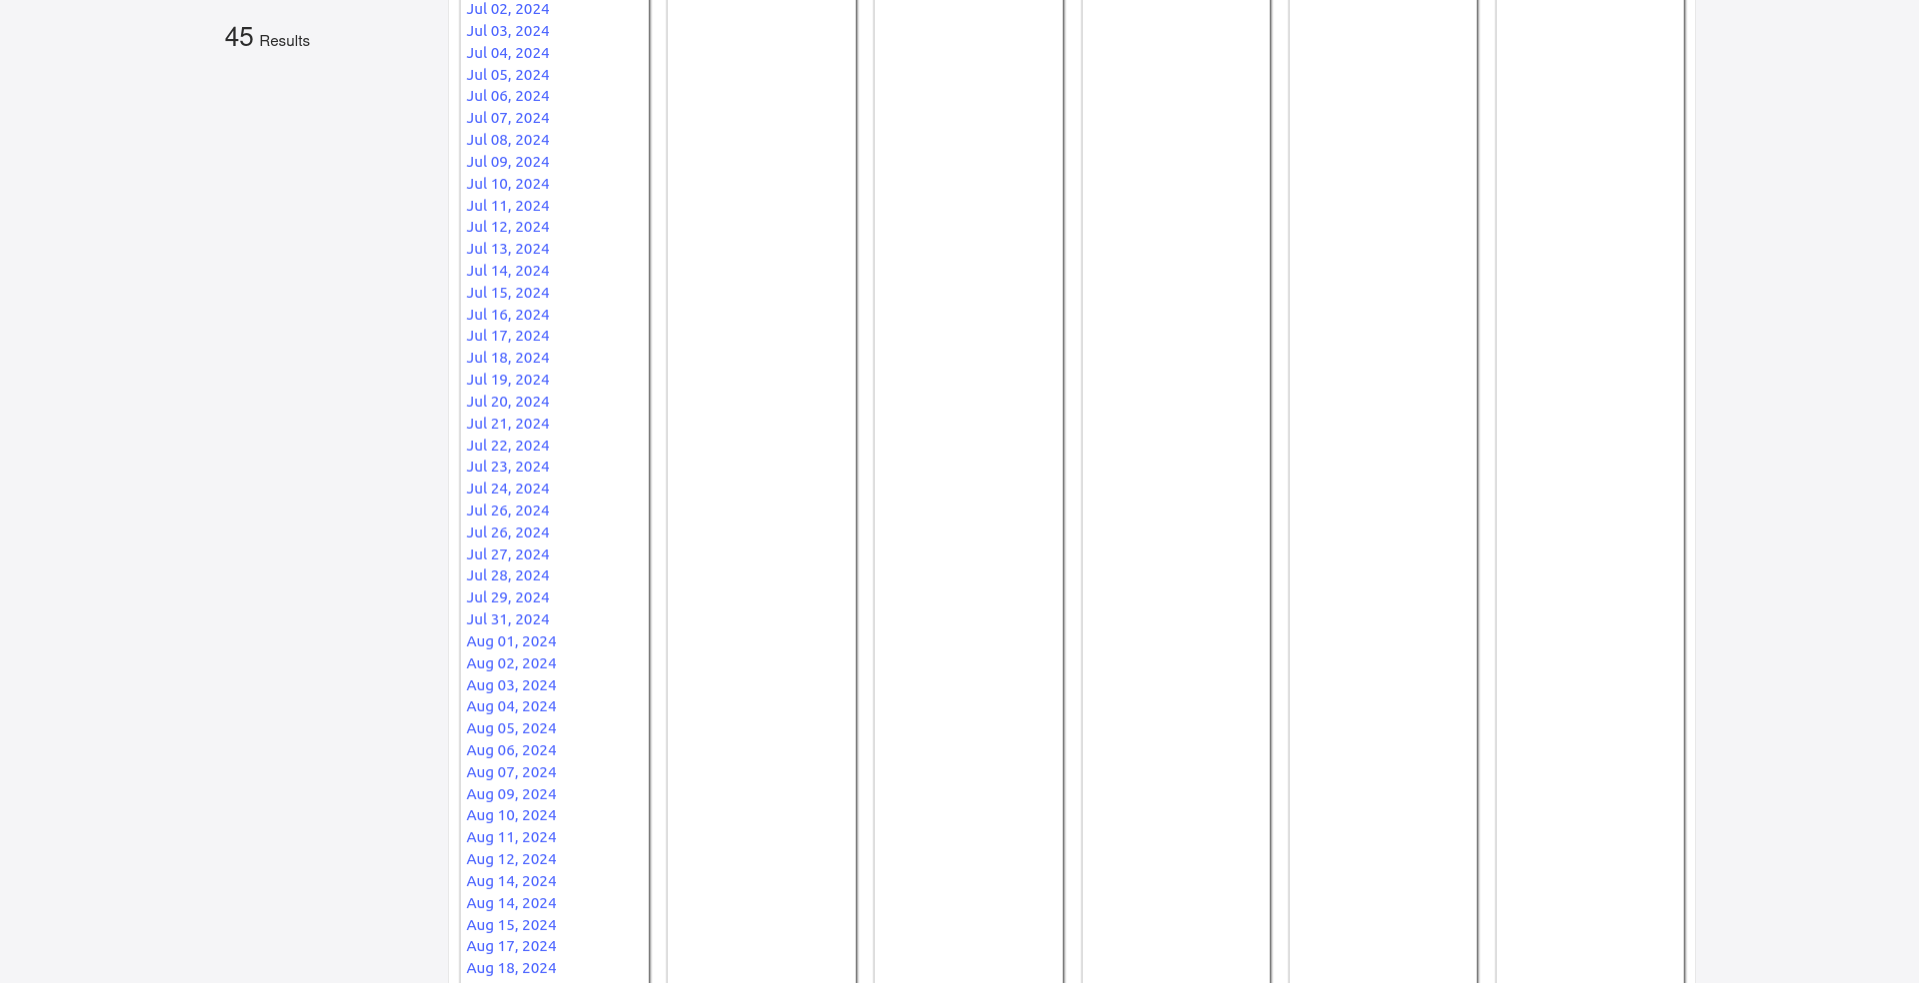 45 Results
Jul 02, 2024
Jul 03, 2024
Jul 04, 2024
Jul 05, 2024
Jul 06, 2024
Jul 07, 2024
Jul 08, 2024
Jul 09, 2024
Jul 10, 2024
Jul 11, 2024
Jul 12, 2024
Jul 13, 2024
Jul 14, 2024
Jul 15, 2024
Jul 16, 2024
Jul 17, 2024
Jul 18, 2024
Jul 19, 2024
Jul 20, 2024
Jul 21, 2024
Jul 22, 2024
Jul 23, 2024
Jul 24, 2024
Jul 26, 2024
Jul 26, 2024
Jul 27, 2024
Jul 28, 2024
Jul 29, 2024
Jul 31, 2024
Aug 01, 2024
Aug 02, 2024
Aug 03, 2024
Aug 04, 2024
Aug 05, 2024
Aug 06, 2024
Aug 07, 2024
Aug 09, 2024
Aug 10, 2024
Aug 11, 2024
Aug 12, 2024
Aug 14, 2024
Aug 14, 2024
Aug 15, 2024
Aug 17, 2024
Aug 18, 2024